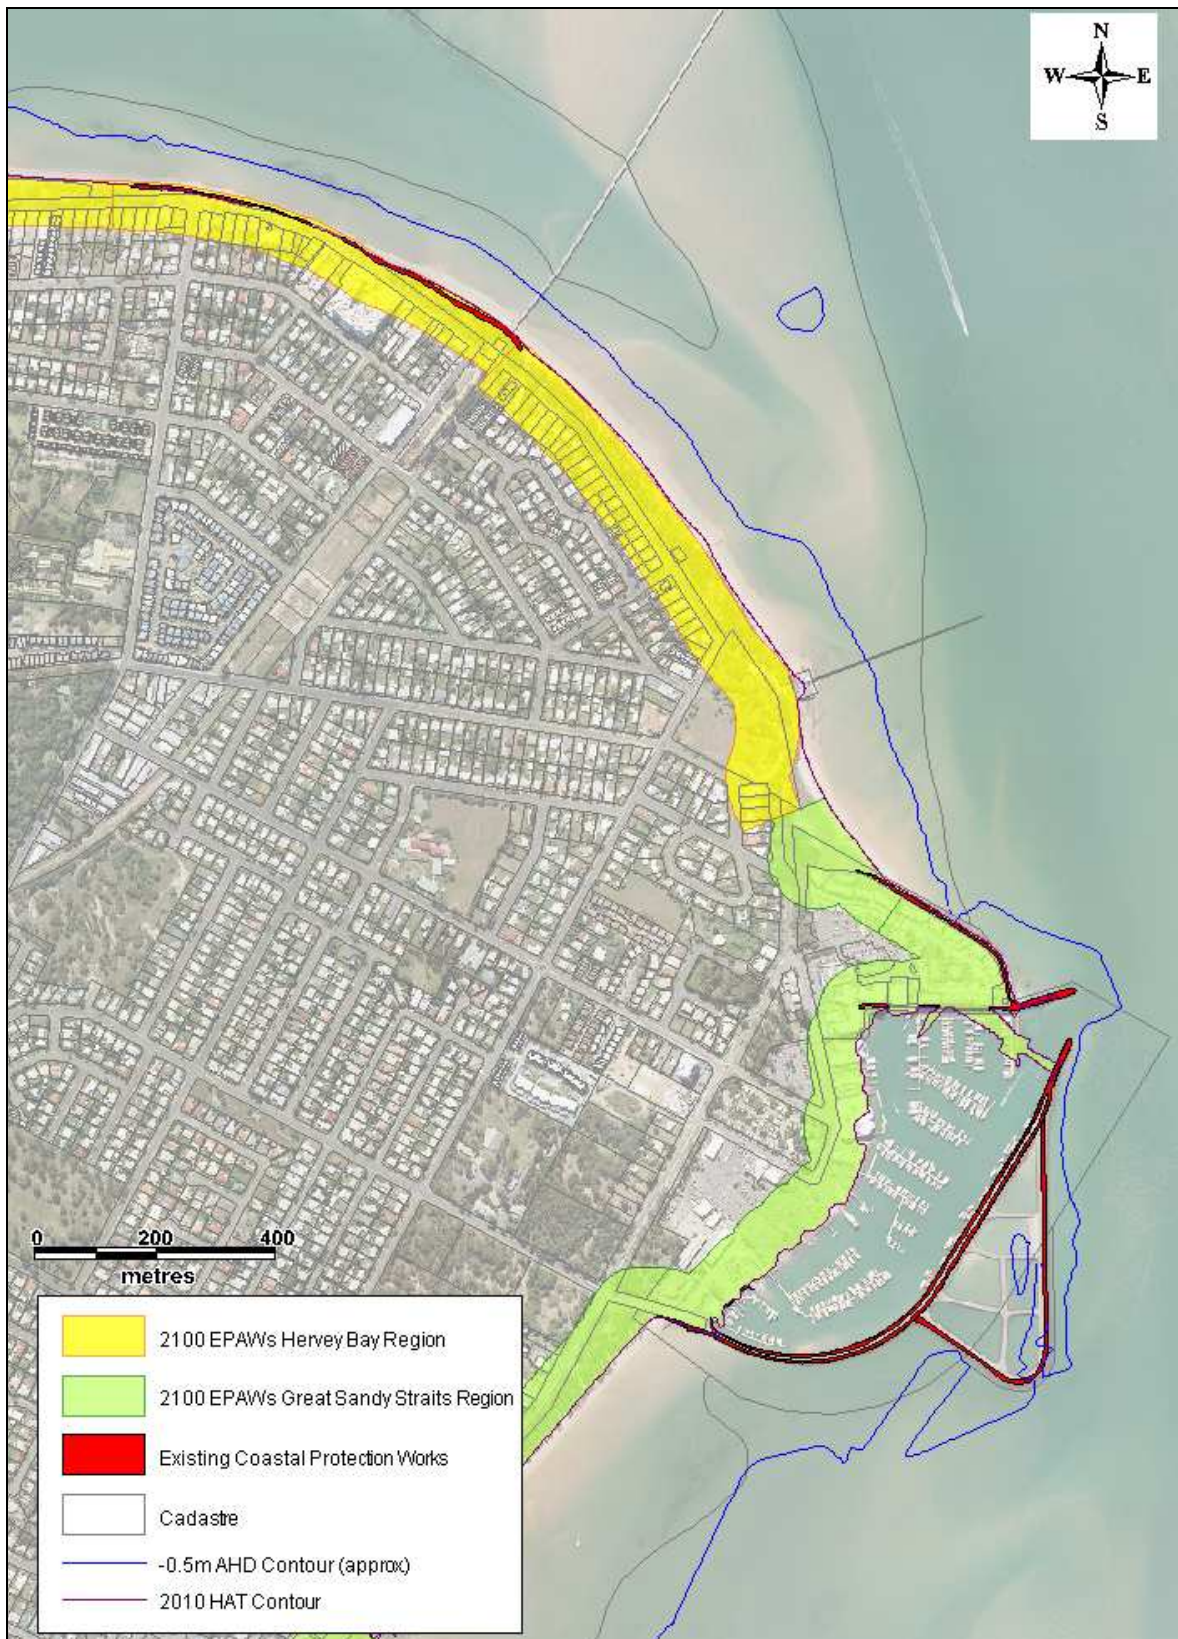 N
W E
S
0 200 400
metres
2100 EPAWs Hervey Bay Region
2100 EPAWs Great Sandy Straits Region
Existing Coastal Protection Works
Cadastre
-0.5m AHD Contour (approx)
2010 HAT Contour